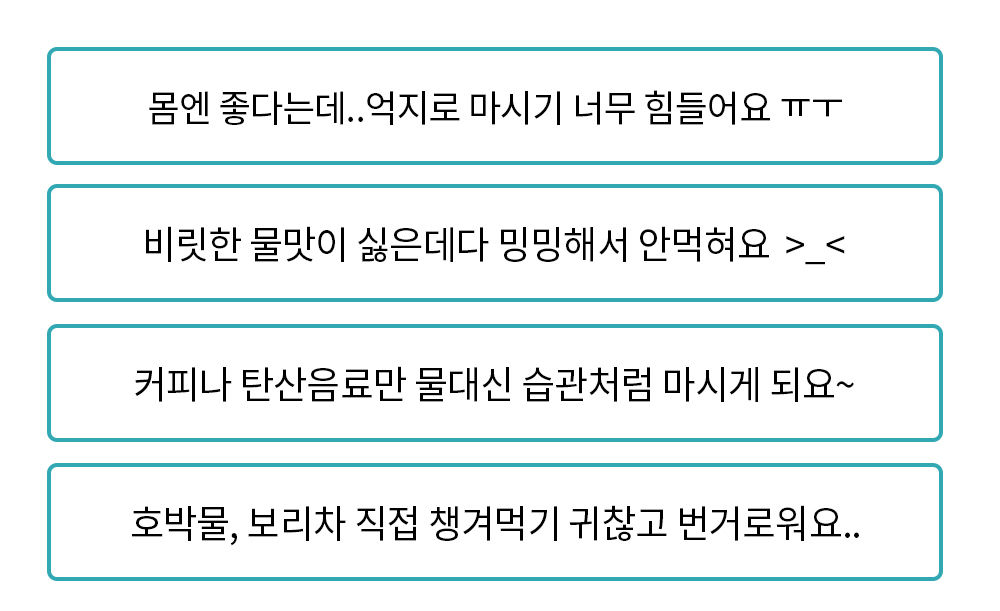 몸엔 좋다는데..억지로 마시기 너무 힘들어요 ㅠㅜ
비릿한 물맛이 싫은데다 밍밍해서 안먹혀요 >_<
커피나 탄산음료만 물대신 습관처럼 마시게 되요~
호박물, 보리차 직접 챙겨먹기 귀찮고 번거로워요..